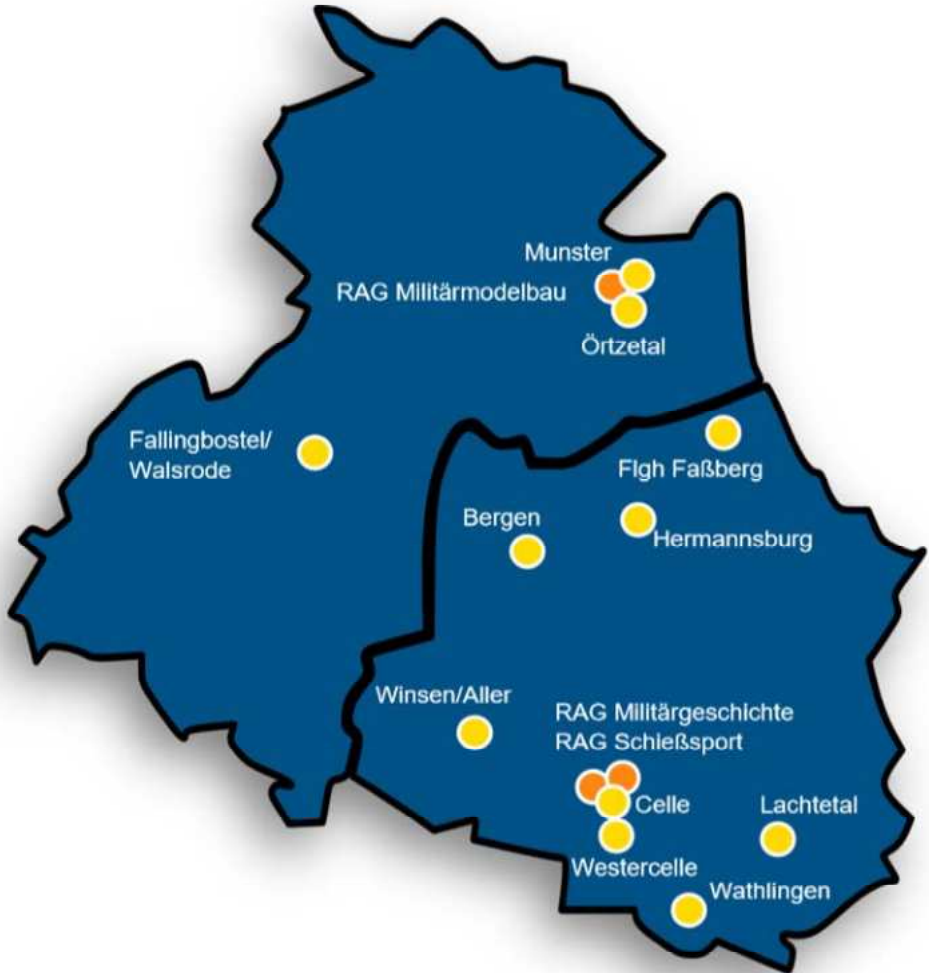 Munster
RAG Militärmodelbau
Örtzetal
Fallingbostel/
Walsrode
Flgh Faßberg
Bergen
Hermannsburg
Winsen/Aller
RAG Militärgeschichte
RAG Schießsport
Celle
Lachtetal
Westercelle
Wathlingen